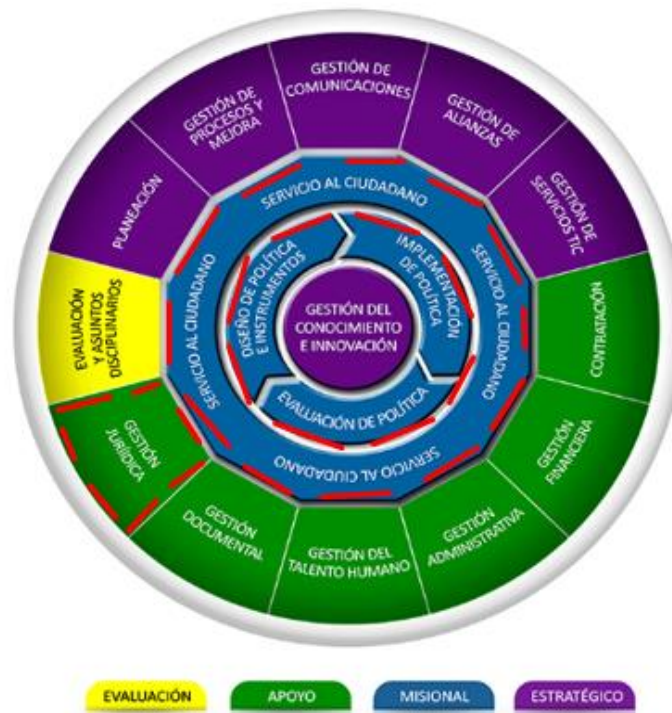 GESTIÓN DE
COMUNICACIONES
GESTIÓN DE
ALIANZAS
GESTIÓN DE
SERVICIOS TIC
CONTRATACIÓN
GESTIÓN
FINANCIERA
GESTIÓN
ADMINISTRATIVA
GESTIÓN DEL
TALENTO HUMANO
GESTIÓN
DOCUMENTAL
GESTIÓN
JURÍDICA
EVALUACIÓN
Y ASUNTOS
DISCIPLINARIOS
PLANEACIÓN
GESTIÓN DE
PROCESOS Y
MEJORA
SERVICIO AL CIUDADANO
SERVICIO AL CIUDADANO
SERVICIO AL CIUDADANO
SERVICIO AL CIUDADANO
DISEÑO DE POLÍTICA
E INSTRUMENTOS
IMPLEMENTACIÓN
DE POLÍTICA
EVALUACIÓN DE POLÍTICA
GESTIÓN DEL
CONOCIMIENTO
E INNOVACIÓN
EVALUACIÓN
APOYO
MISIONAL
ESTRATÉGICO